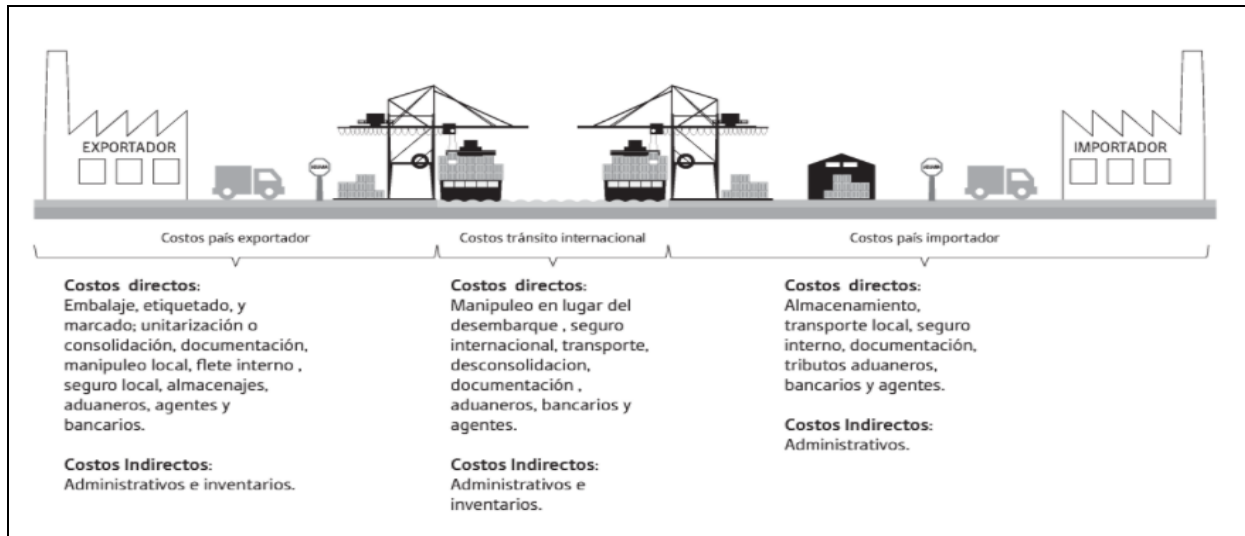 EXPORTADOR
IMPORTADOR
Costos país exportador
Costos tránsito internacional
Costos país importador
Costos directos:
Embalaje, etiquetado, y
marcado; unitarización o
consolidación, documentación,
manipuleo local, flete interno ,
seguro local, almacenajes,
aduaneros, agentes y
bancarios.
Costos Indirectos:
Administrativos e inventarios.
Costos directos:
Manipuleo en lugar del
desembarque , seguro
internacional, transporte,
desconsolidacion,
documentación ,
aduaneros, bancarios y
agentes.
Costos Indirectos:
Administrativos e
inventarios.
Costos directos:
Almacenamiento,
transporte local, seguro
interno, documentación,
tributos aduaneros,
bancarios y agentes.
Costos Indirectos:
Administrativos.